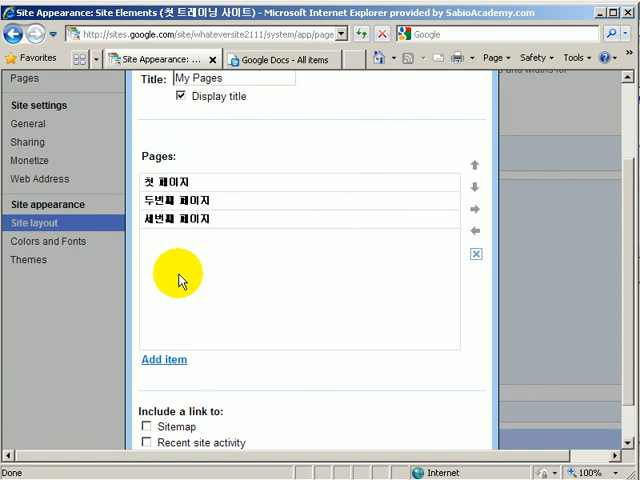 Site Appearance: Site Elements (첫 트레이닝 사이트) - Microsoft Internet Explorer provided by SabioAcademy.com
http://sites.google.com/site/whateversite2111/system/app/page
Google
Favorites
Site Appearance: ...
Google Docs - All items
Page
Safety
Tools
Pages
Site settings
General
Sharing
Monetize
Web Address
Site appearance
Site layout
Colors and Fonts
Themes
Title: My Pages
Display title
Pages:
첫 페이지
두번째 페이지
세번째 페이지
Add item
Include a link to:
Sitemap
Recent site activity
Done
Internet
100%